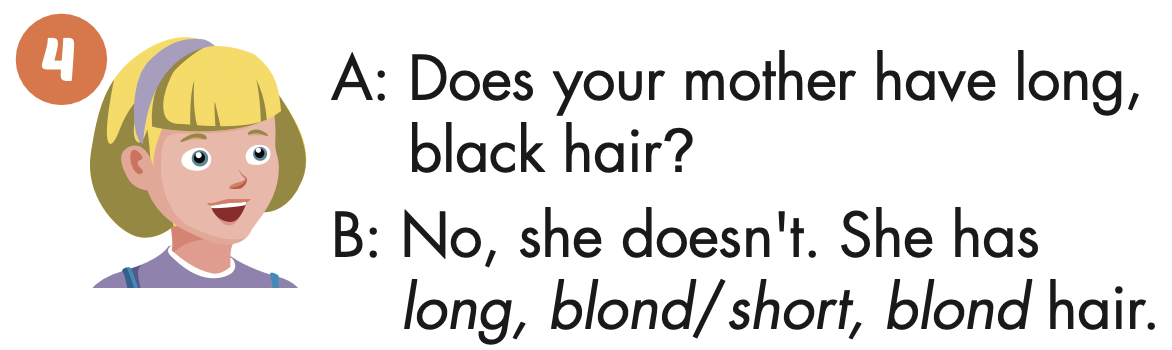 4
A: Does your mother have long,
black hair?
B: No, she doesn't. She has
long, blond/short, blond hair.